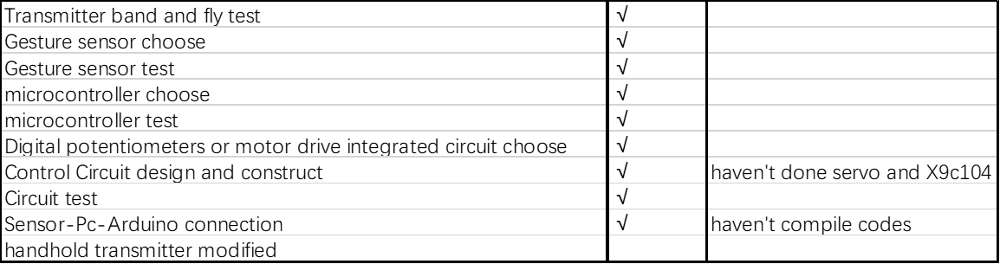 Transmitter band and fly test √
Gesture sensor choose √
Gesture sensor test √
microcontroller choose √
microcontroller test √
Digital potentiometers or motor drive integrated circuit choose √
Control Circuit design and construct √ haven't done servo and X9c104
Circuit test √
Sensor-Pc-Arduino connection √ haven't compile codes
handhold transmitter modified